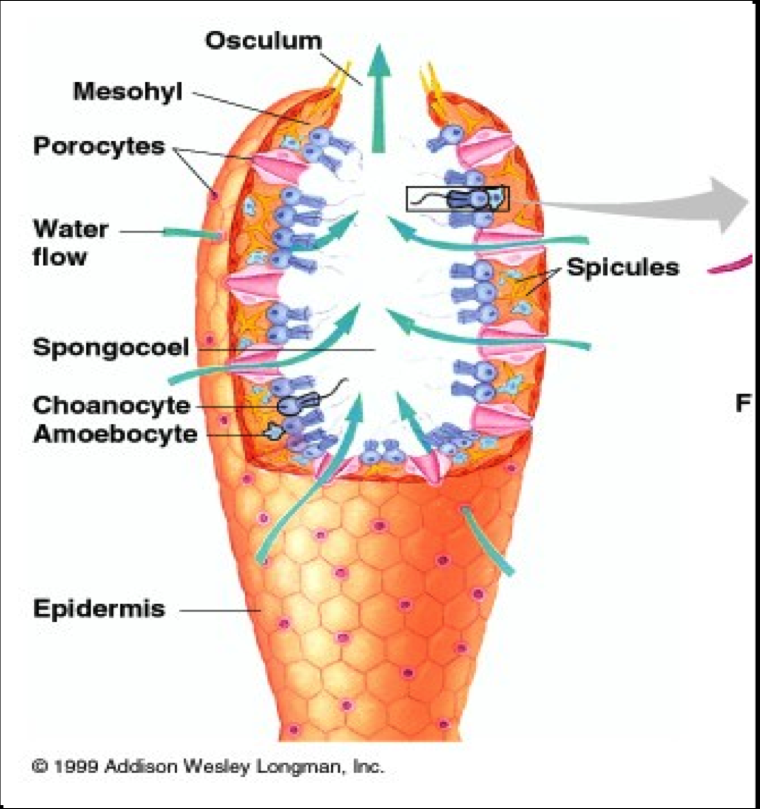 Osculum
Mesohyl
Porocytes
Water
flow
Spicules
Spongocoel
Choanocyte
F
Amoebocyte
Epidermis
© 1999 Addison Wesley Longman, Inc.